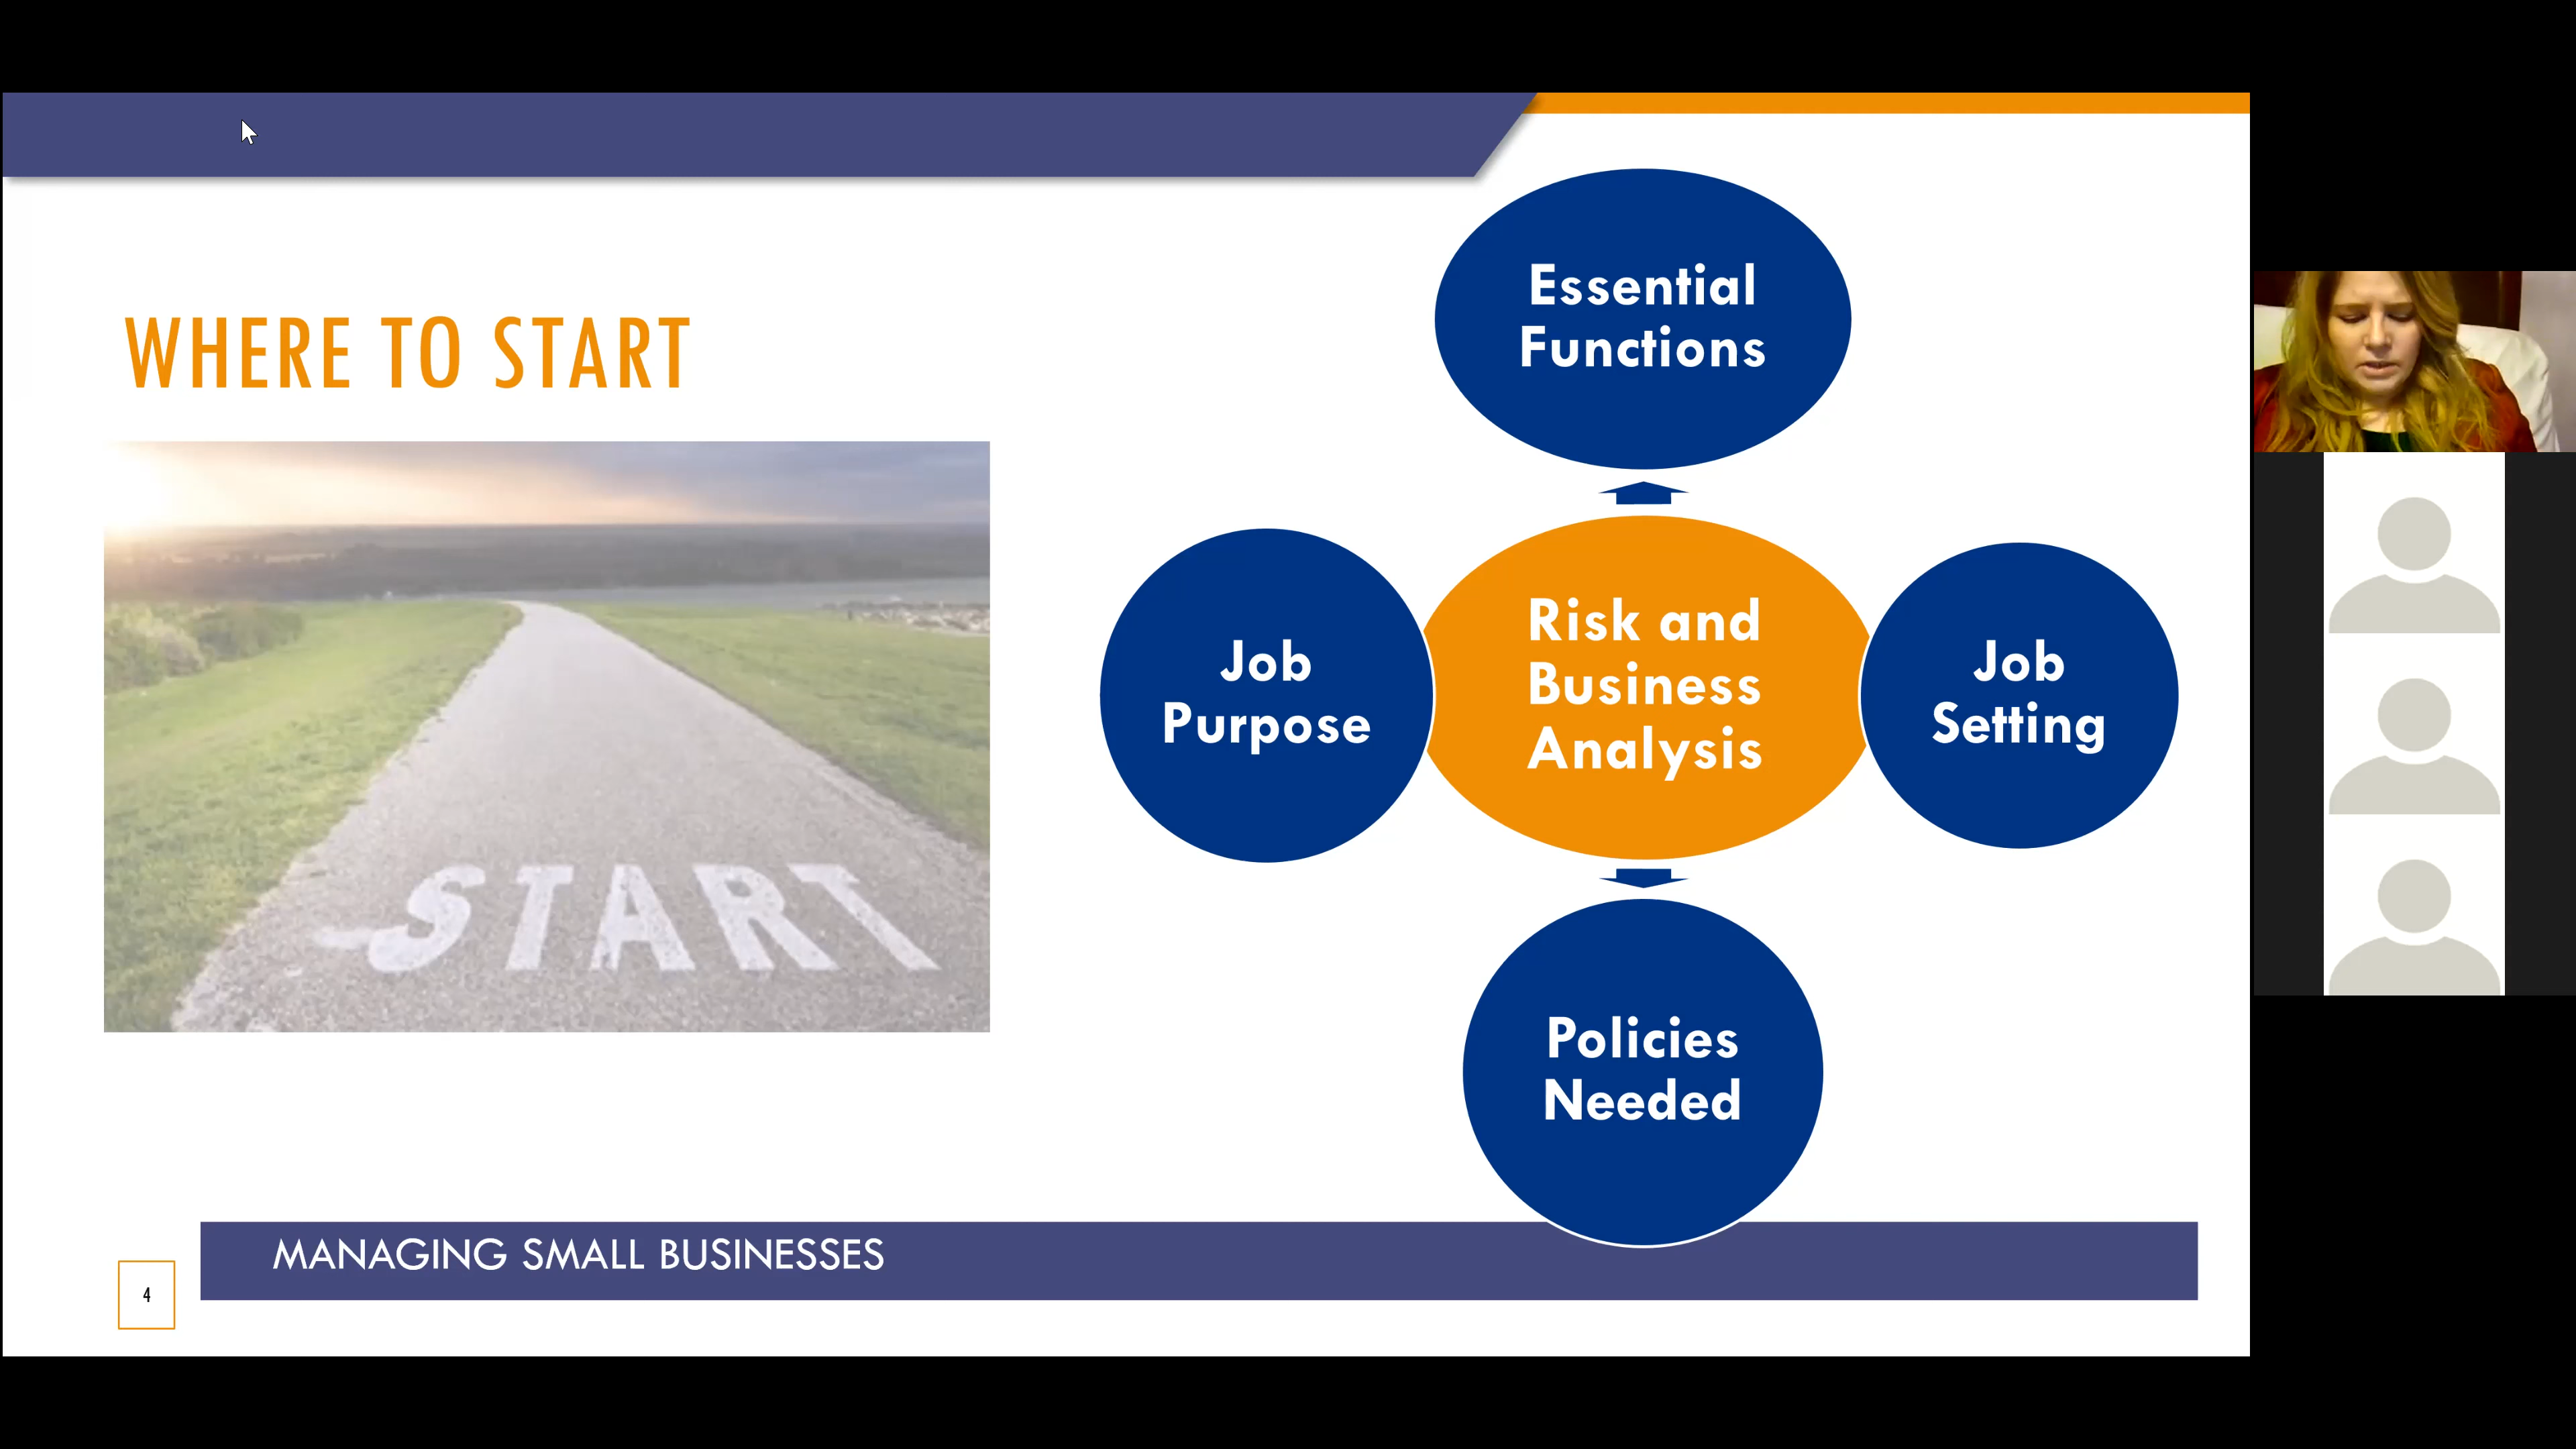 WHERE TO START
START
Essential
Functions
Job
Purpose
Risk and
Business
Analysis
Job
Setting
Policies
Needed
MANAGING SMALL BUSINESSES
4